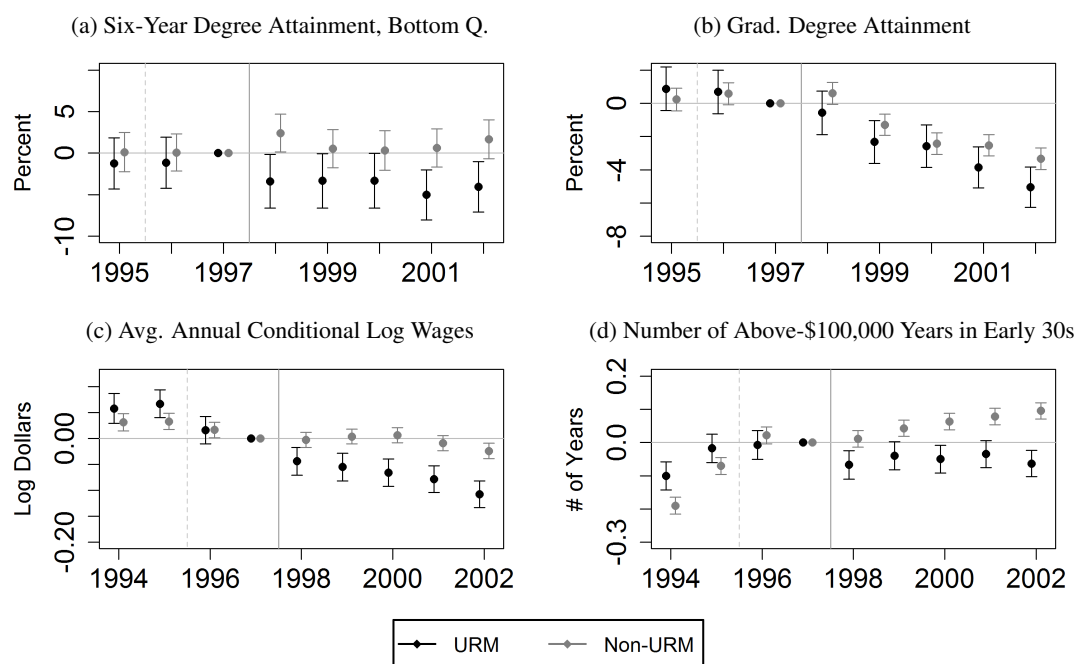 (a) Six-Year Degree Attainment, Bottom Q.
Percent
5
0
-10
1995 1997 1999 2001
(b) Grad. Degree Attainment
Percent
0
-4
-8
1995 1997 1999 2001
(c) Avg. Annual Conditional Log Wages
Log Dollars
0.00
-0.20
1994 1996 1998 2000 2002
(d) Number of Above-$100,000 Years in Early 30s
# of Years
0.2
0.0
-0.3
1994 1996 1998 2000 2002
URM Non-URM